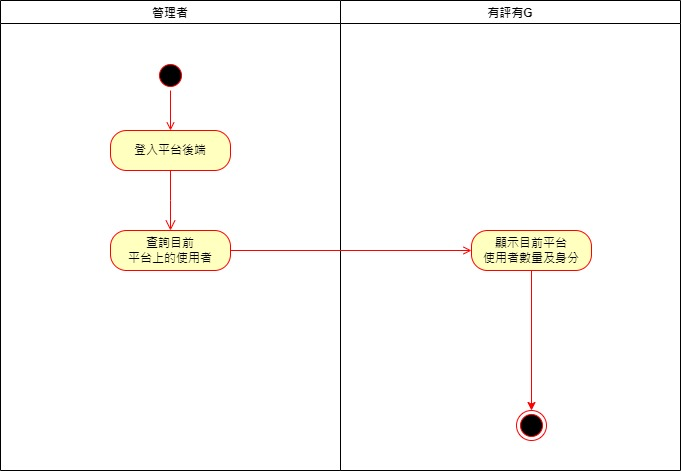 管理者
有評有G
登入平台後端
查詢目前
平台上的使用者
顯示目前平台
使用者數量及身分